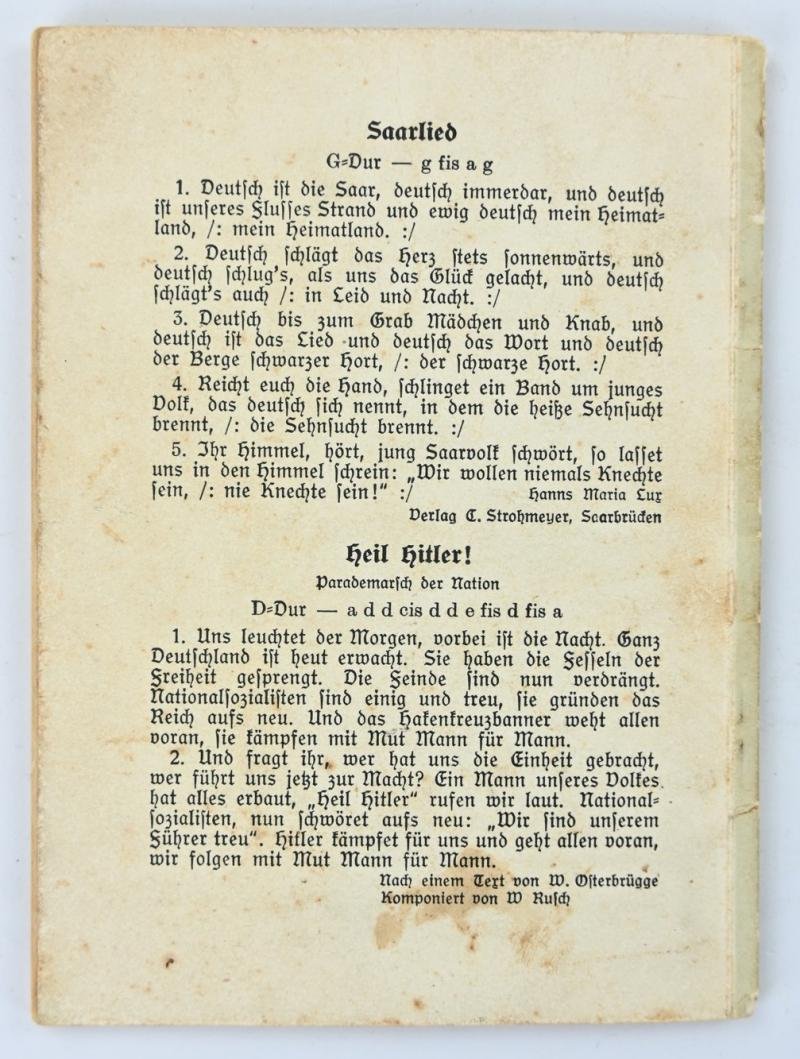 Saarlied
G-Dur — g fis a g
1. Deutsch ist die Saar, deutsch immerdar, und deutsch
ist unseres Flusses Strand und ewig deutsch mein Heimat-
land, /: mein Heimatland. :/
2. Deutsch schlägt das Herz stets sonnenwärts, und
deutsch schlug's, als uns das Glück gelacht, und deutsch
schlägt's auch /: in Leid und Nacht. :/
3. Deutsch bis zum Grab Mädchen und Knab, und
deutsch ist das Lied und deutsch das Wort und deutsch
der Berge schwarzer Hort, /: der schwarze Hort. :/
4. Reicht euch die Hand, schlinget ein Band um junges
Volk, das deutsch sich nennt, in dem die heiße Sehnsucht
brennt, /: die Sehnsucht brennt. :/
5. Ihr Himmel, hört, jung Saarvolk schwört, so lasset
uns in den Himmel schrein: „Wir wollen niemals Knechte
sein, /: nie Knechte sein!" :/ Hanns Maria Lux
Verlag C. Strohmeyer, Saarbrücken
Heil Hitler!
Parademarsch der Nation
D-Dur — a d d cis d d e fis d fis a
1. Uns leuchtet der Morgen, vorbei ist die Nacht. Ganz
Deutschland ist heut erwacht. Sie haben die Fesseln der
Freiheit gesprengt. Die Feinde sind nun verdrängt.
Nationalsozialisten sind einig und treu, sie gründen das
Reich aufs neu. Und das Hakenkreuzbanner weht allen
voran, sie kämpfen mit Mut Mann für Mann.
2. Und fragt ihr, wer hat uns die Einheit gebracht,
wer führt uns jetzt zur Macht? Ein Mann unseres Volkes
hat alles erbaut, „Heil Hitler" rufen wir laut. National-
sozialisten, nun schwöret aufs neu: „Wir sind unserem
Führer treu". Hitler kämpfet für uns und geht allen voran,
wir folgen mit Mut Mann für Mann.
Nach einem Text von W. Osterbrügge
Komponiert von W Rusch